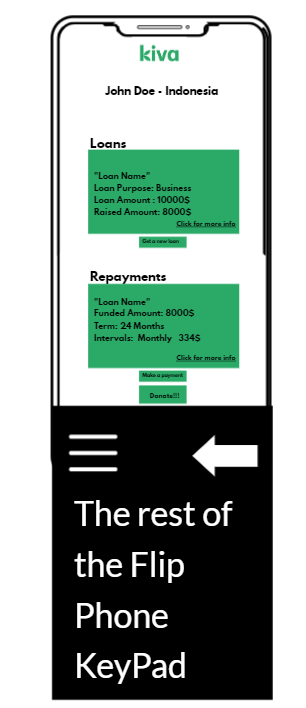 kiva
John Doe - Indonesia
Loans
"Loan Name"
Loan Purpose: Business
Loan Amount : 10000$
Raised Amount: 8000$
Click for more info
Get a new loan
Repayments
"Loan Name"
Funded Amount: 8000$
Term: 24 Months
Intervals: Monthly 334$
Click for more info
Make a payment
Donate!!!
The rest of
the Flip
Phone
KeyPad